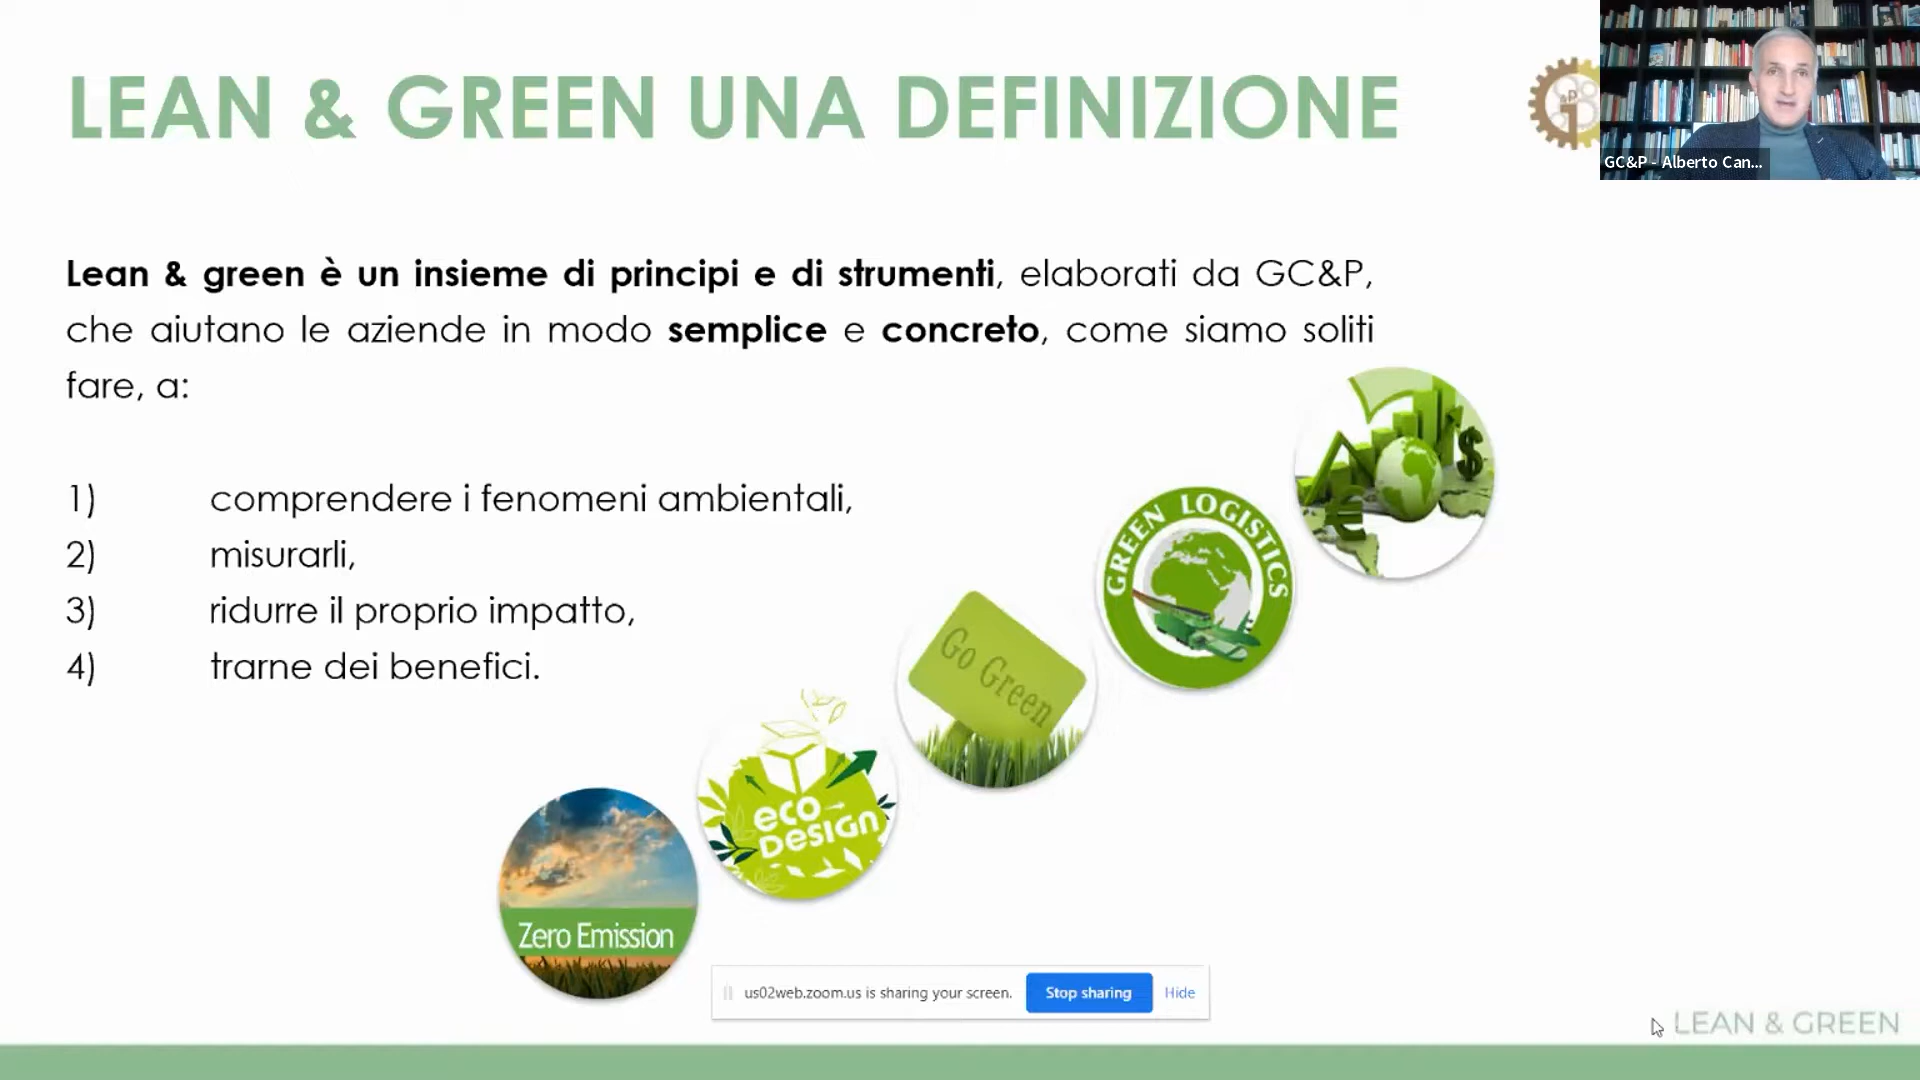 LEAN & GREEN UNA DEFINIZIONE
GC&P - Alberto Can...
Lean & green è un insieme di principi e di strumenti, elaborati da GC&P,
che aiutano le aziende in modo semplice e concreto, come siamo soliti
fare, a:
1) comprendere i fenomeni ambientali,
2) misurarli,
3) ridurre il proprio impatto,
4) trarne dei benefici.
$
€
GREEN LOGISTICS
Go Green
eco
DESIGN
Zero Emission
us02web.zoom.us is sharing your screen. Stop sharing Hide
LEAN & GREEN